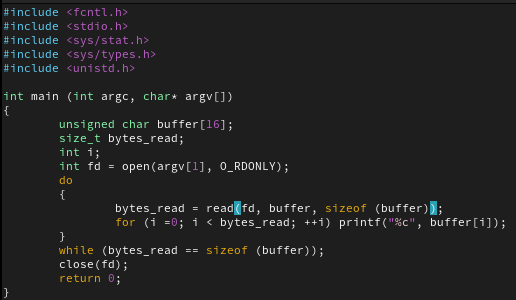 #include <fcntl.h>
#include <stdio.h>
#include <sys/stat.h>
#include <sys/types.h>
#include <unistd.h>

int main (int argc, char* argv[])
{
        unsigned char buffer[16];
        size_t bytes_read;
        int i;
        int fd = open(argv[1], O_RDONLY);
        do
        {
                bytes_read = read(fd, buffer, sizeof (buffer));
                for (i =0; i < bytes_read; ++i) printf("%c", buffer[i]);
        }
        while (bytes_read == sizeof (buffer));
        close(fd);
        return 0;
}